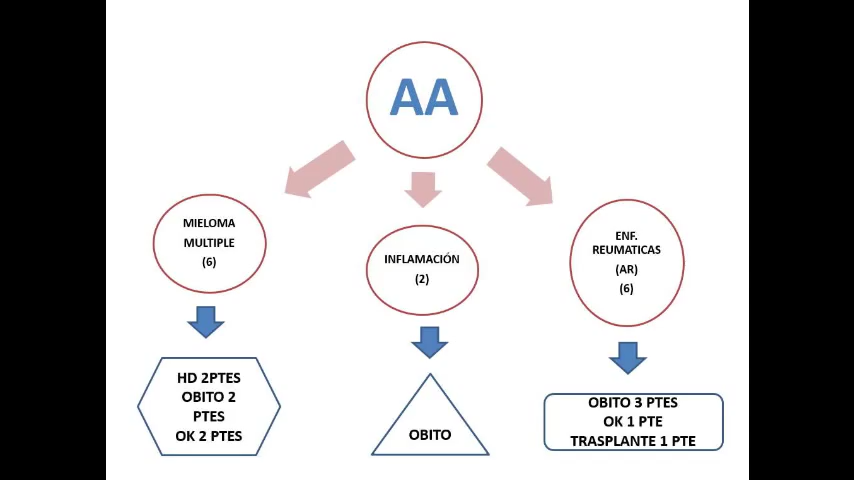 AA
MIELOMA
MULTIPLE
(6)
INFLAMACIÓN
(2)
ENF.
REUMATICAS
(AR)
(6)
HD 2PTES
OBITO 2
PTES
OK 2 PTES
OBITO
OBITO 3 PTES
OK 1 PTE
TRASPLANTE 1 PTE